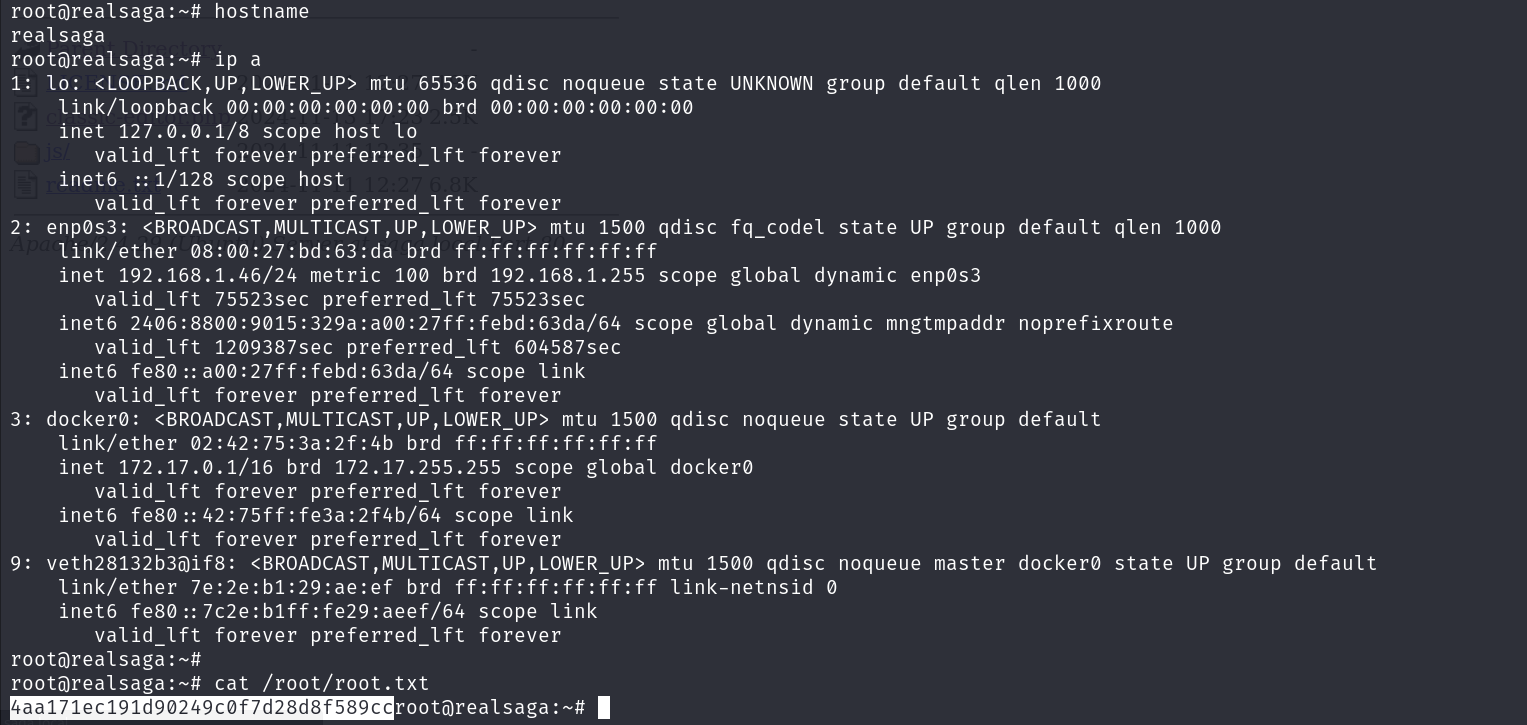 root@realsaga:~# hostname
realsaga
root@realsaga:~# ip a
1: lo: <LOOPBACK,UP,LOWER_UP> mtu 65536 qdisc noqueue state UNKNOWN group default qlen 1000
    link/loopback 00:00:00:00:00:00 brd 00:00:00:00:00:00
    inet 127.0.0.1/8 scope host lo
       valid_lft forever preferred_lft forever
    inet6 ::1/128 scope host
       valid_lft forever preferred_lft forever
2: enp0s3: <BROADCAST,MULTICAST,UP,LOWER_UP> mtu 1500 qdisc fq_codel state UP group default qlen 1000
    link/ether 08:00:27:bd:63:da brd ff:ff:ff:ff:ff:ff
    inet 192.168.1.46/24 metric 100 brd 192.168.1.255 scope global dynamic enp0s3
       valid_lft 75523sec preferred_lft 75523sec
    inet6 2406:8800:9015:329a:a00:27ff:febd:63da/64 scope global dynamic mngtmpaddr noprefixroute
       valid_lft 1209387sec preferred_lft 604587sec
    inet6 fe80::a00:27ff:febd:63da/64 scope link
       valid_lft forever preferred_lft forever
3: docker0: <BROADCAST,MULTICAST,UP,LOWER_UP> mtu 1500 qdisc noqueue state UP group default
    link/ether 02:42:75:3a:2f:4b brd ff:ff:ff:ff:ff:ff
    inet 172.17.0.1/16 brd 172.17.255.255 scope global docker0
       valid_lft forever preferred_lft forever
    inet6 fe80::42:75ff:fe3a:2f4b/64 scope link
       valid_lft forever preferred_lft forever
9: veth28132b3@if8: <BROADCAST,MULTICAST,UP,LOWER_UP> mtu 1500 qdisc noqueue master docker0 state UP group default
    link/ether 7e:2e:b1:29:ae:ef brd ff:ff:ff:ff:ff:ff link-netnsid 0
    inet6 fe80::7c2e:b1ff:fe29:aeef/64 scope link
       valid_lft forever preferred_lft forever
root@realsaga:~#
root@realsaga:~# cat /root/root.txt
4aa171ec191d90249c0f7d28d8f589ccroot@realsaga:~#